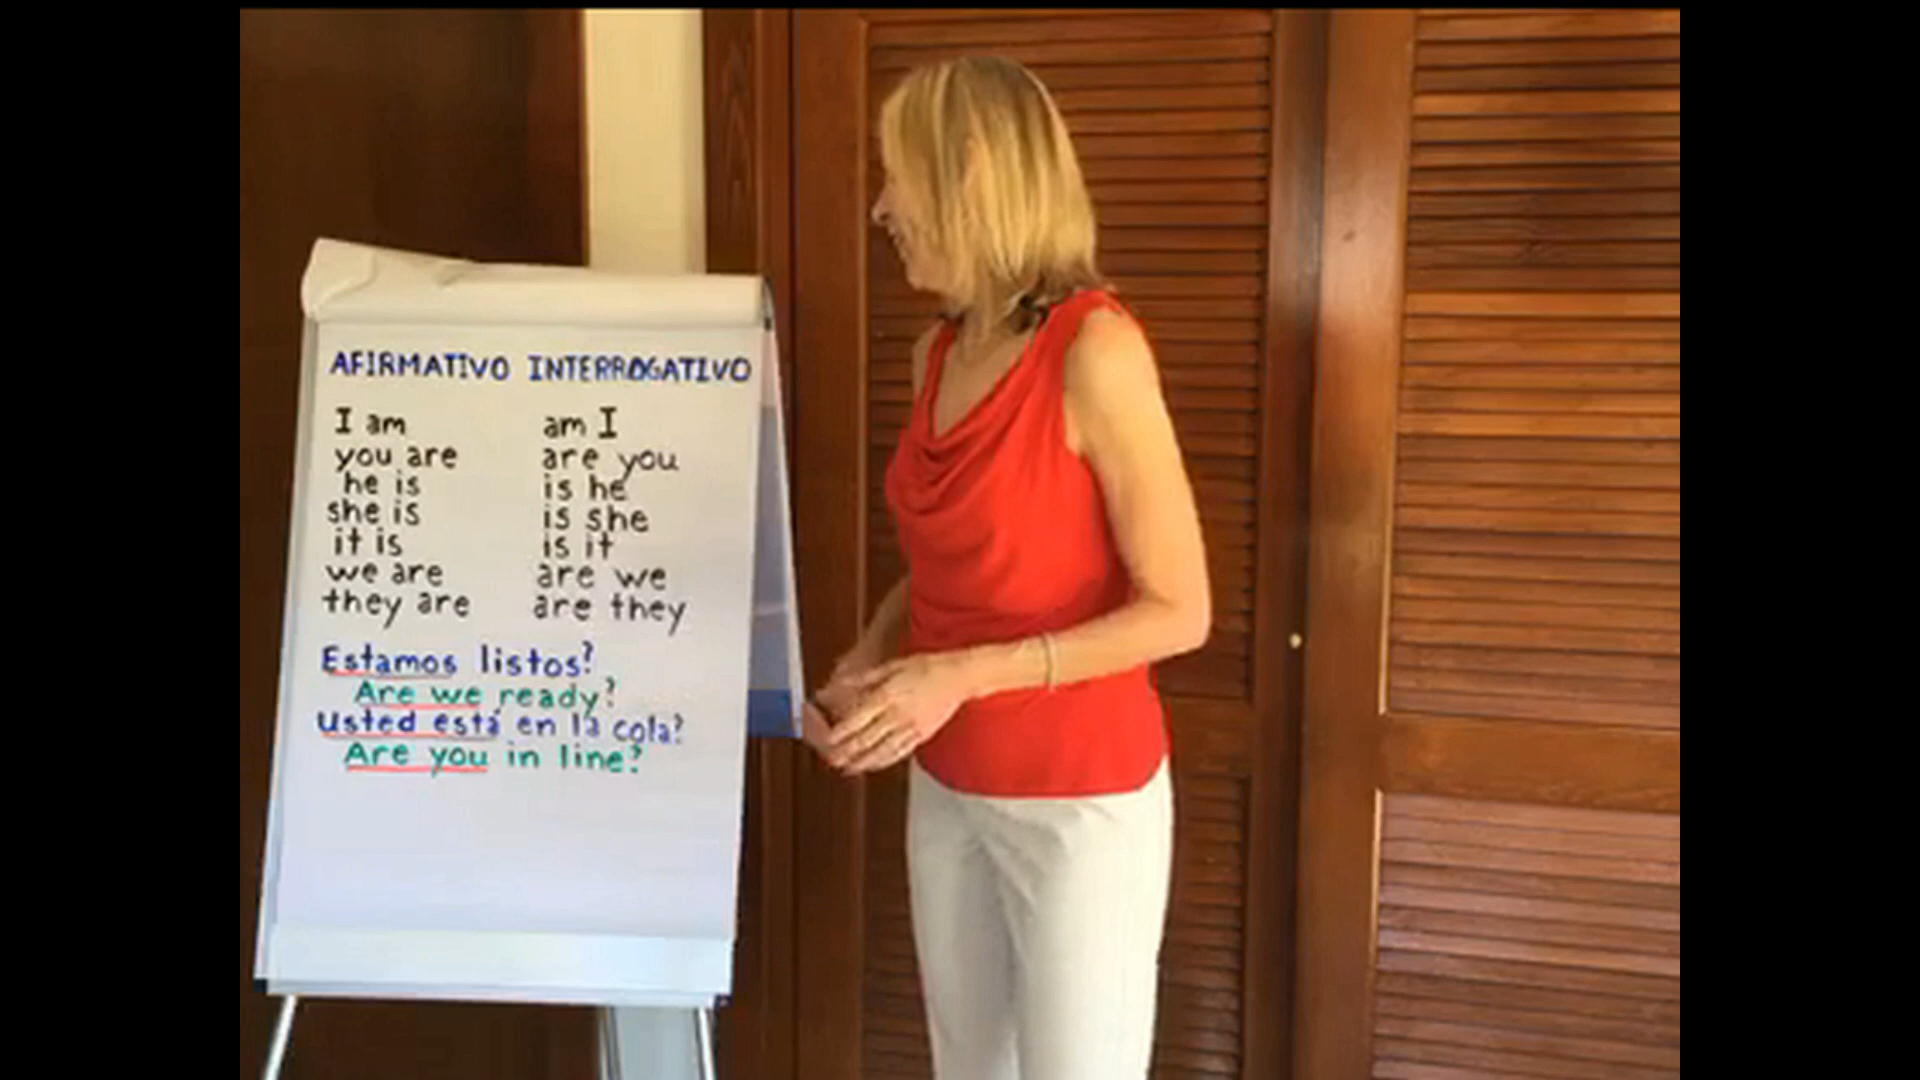 AFIRMATIVO INTERROGATIVO
I am am I
you are are you
he is is he
she is is she
it is is it
we are are we
they are are they
Estamos listos?
Are we ready?
usted está en la cola?
Are you in line?